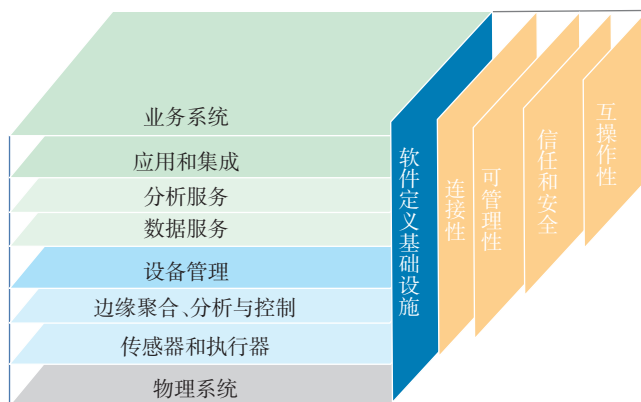 业务系统
应用和集成
分析服务
数据服务
设备管理
边缘聚合、分析与控制
传感器和执行器
物理系统
软件定义基础设施
连接性
可管理性
信任和安全
互操作性